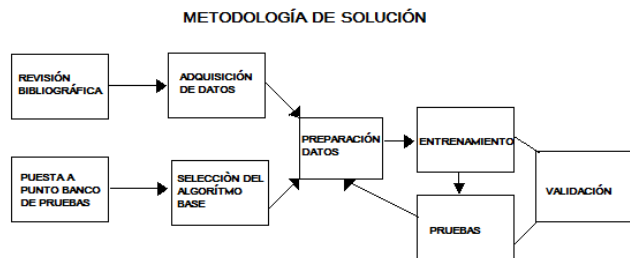 METODOLOGÍA DE SOLUCIÓN
REVISIÓN
BIBLIOGRÁFICA
ADQUISICIÓN
DE DATOS
PREPARACIÓN
DATOS
ENTRENAMIENTO
VALIDACIÓN
PUESTA A
PUNTO BANCO
DE PRUEBAS
SELECCIÒN DEL
ALGORÍTMO
BASE
PRUEBAS